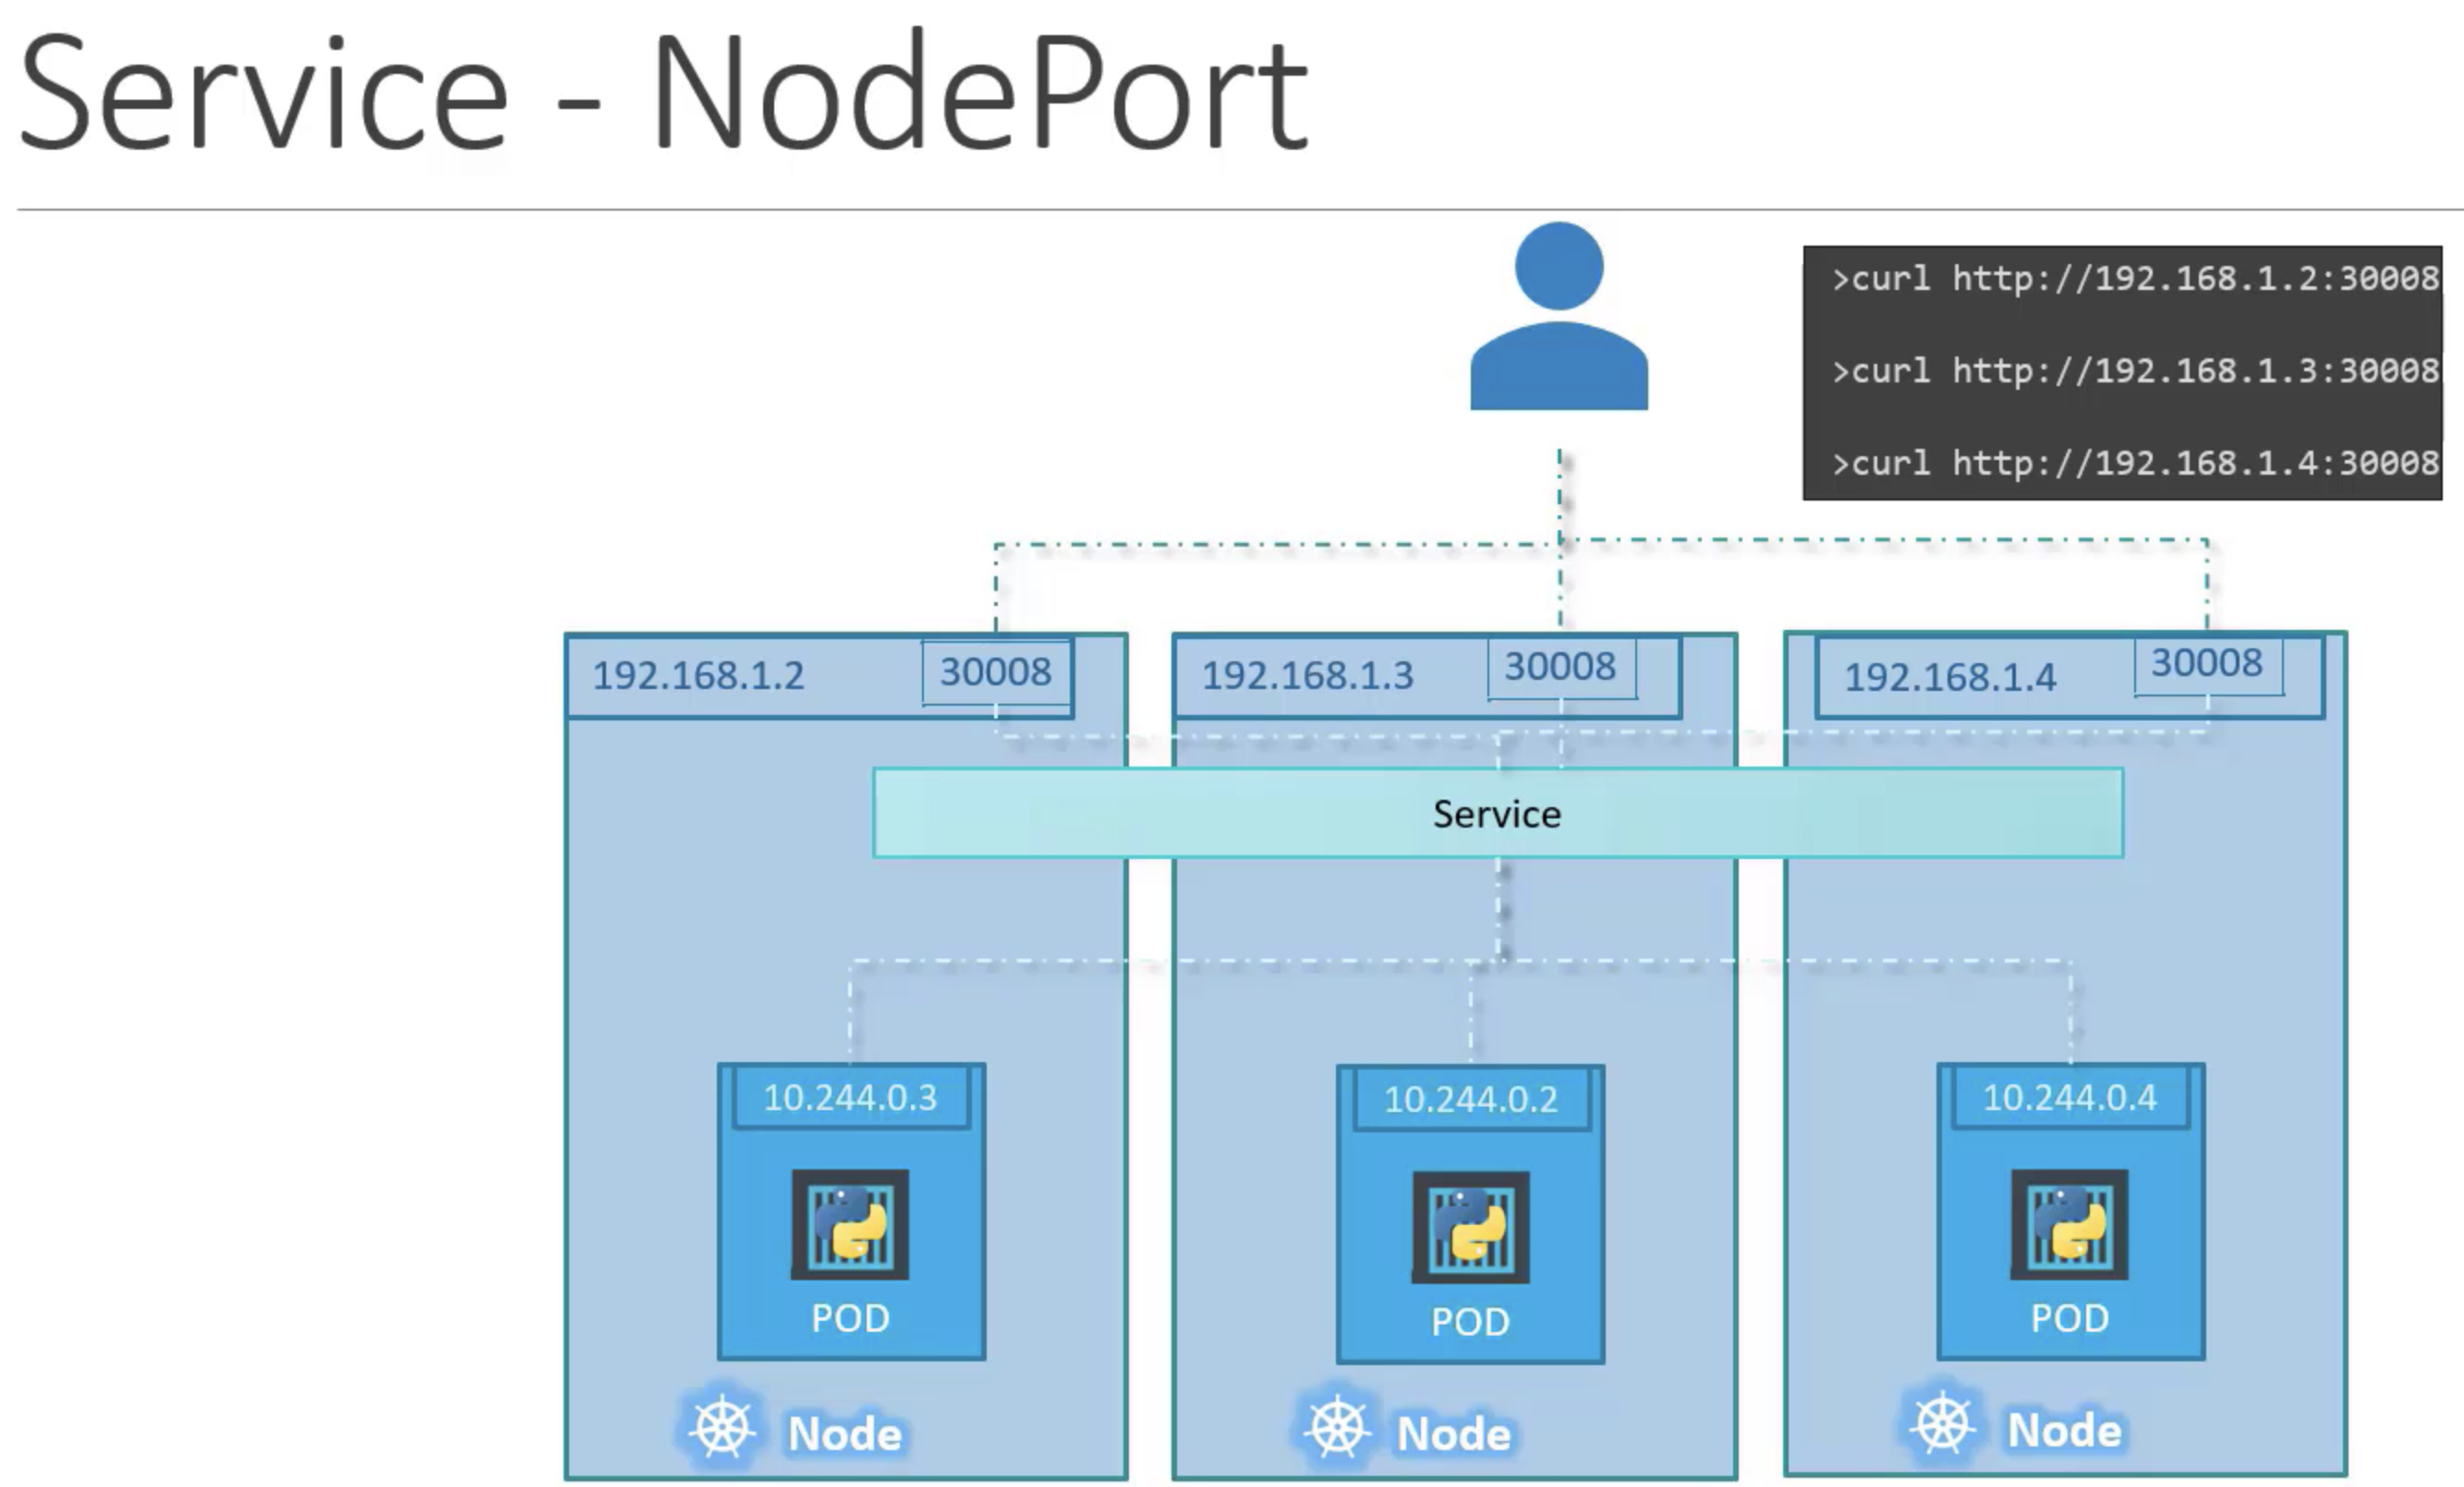 Service - NodePort
>curl http://192.168.1.2:30008
>curl http://192.168.1.3:30008
>curl http://192.168.1.4:30008
192.168.1.2 30008
192.168.1.3 30008
192.168.1.4 30008
Service
10.244.0.3
10.244.0.2
10.244.0.4
POD
POD
POD
Node
Node
Node